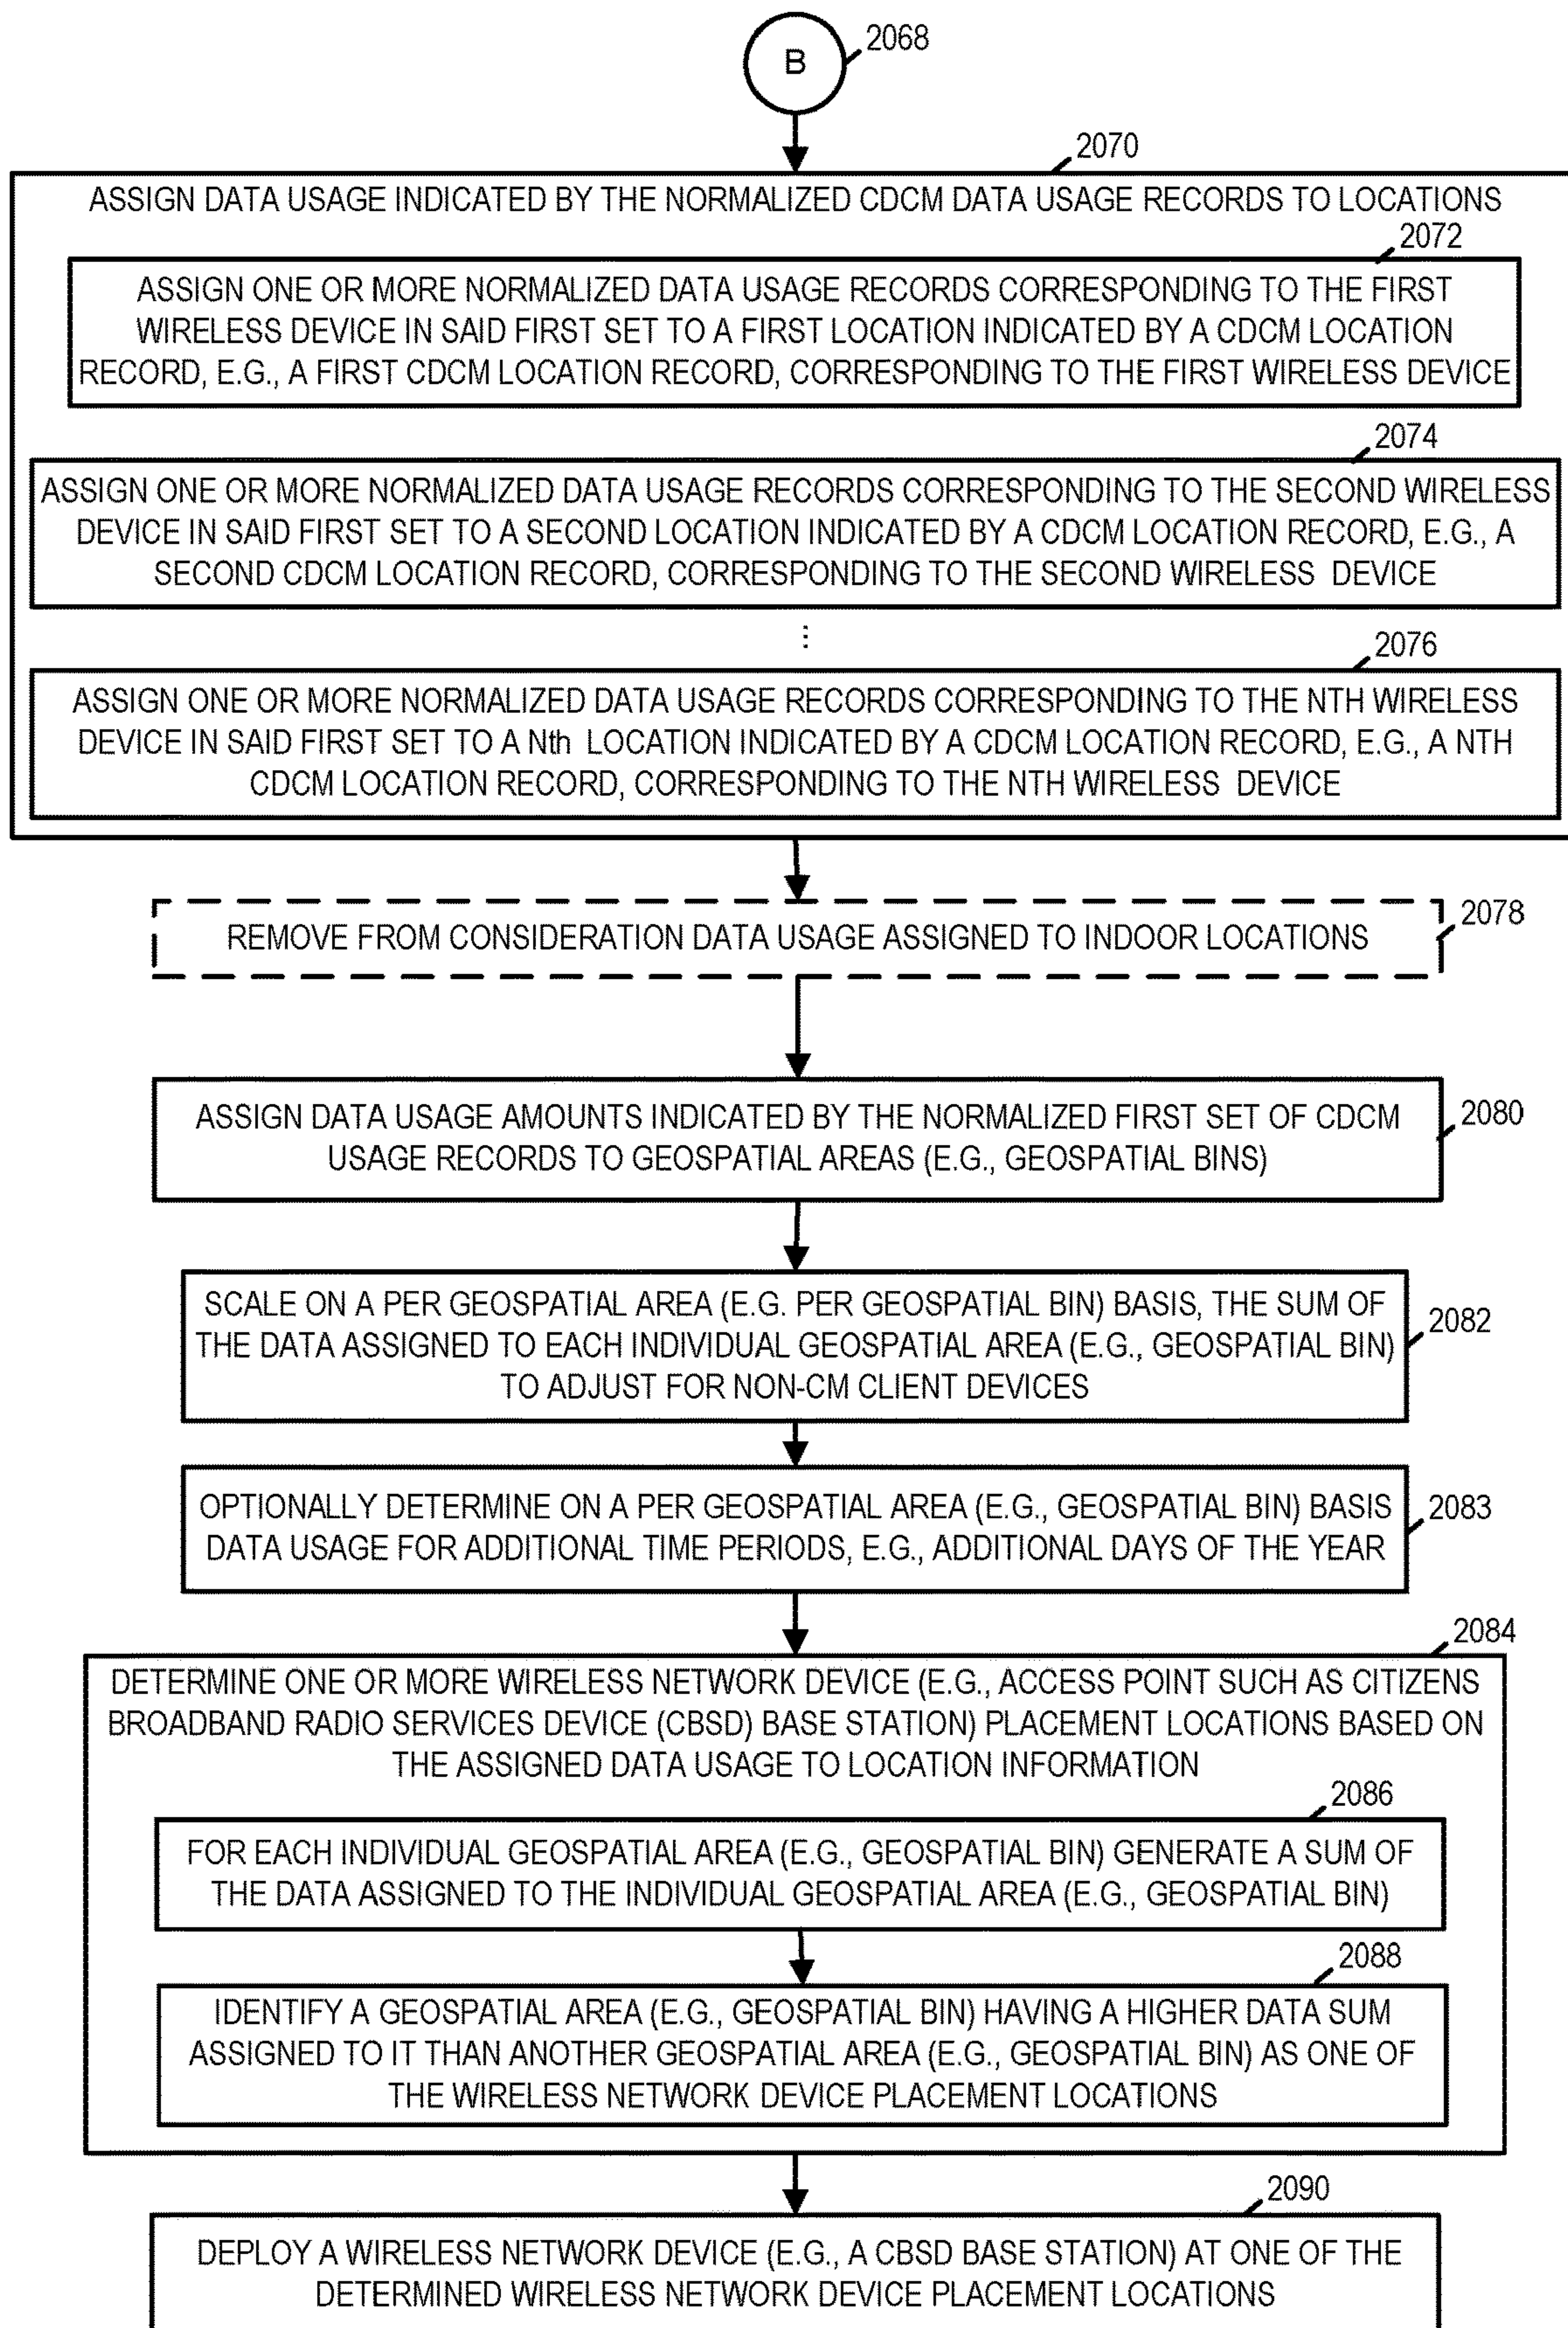 B
2068
2070
ASSIGN DATA USAGE INDICATED BY THE NORMALIZED CDCM DATA USAGE RECORDS TO LOCATIONS
2072
ASSIGN ONE OR MORE NORMALIZED DATA USAGE RECORDS CORRESPONDING TO THE FIRST
WIRELESS DEVICE IN SAID FIRST SET TO A FIRST LOCATION INDICATED BY A CDCM LOCATION
RECORD, E.G., A FIRST CDCM LOCATION RECORD, CORRESPONDING TO THE FIRST WIRELESS DEVICE
2074
ASSIGN ONE OR MORE NORMALIZED DATA USAGE RECORDS CORRESPONDING TO THE SECOND WIRELESS
DEVICE IN SAID FIRST SET TO A SECOND LOCATION INDICATED BY A CDCM LOCATION RECORD, E.G., A
SECOND CDCM LOCATION RECORD, CORRESPONDING TO THE SECOND WIRELESS DEVICE
⋮
2076
ASSIGN ONE OR MORE NORMALIZED DATA USAGE RECORDS CORRESPONDING TO THE NTH WIRELESS
DEVICE IN SAID FIRST SET TO A Nth LOCATION INDICATED BY A CDCM LOCATION RECORD, E.G., A NTH
CDCM LOCATION RECORD, CORRESPONDING TO THE NTH WIRELESS DEVICE
2078
REMOVE FROM CONSIDERATION DATA USAGE ASSIGNED TO INDOOR LOCATIONS
2080
ASSIGN DATA USAGE AMOUNTS INDICATED BY THE NORMALIZED FIRST SET OF CDCM
USAGE RECORDS TO GEOSPATIAL AREAS (E.G., GEOSPATIAL BINS)
2082
SCALE ON A PER GEOSPATIAL AREA (E.G. PER GEOSPATIAL BIN) BASIS, THE SUM OF
THE DATA ASSIGNED TO EACH INDIVIDUAL GEOSPATIAL AREA (E.G., GEOSPATIAL BIN)
TO ADJUST FOR NON-CM CLIENT DEVICES
2083
OPTIONALLY DETERMINE ON A PER GEOSPATIAL AREA (E.G., GEOSPATIAL BIN) BASIS
DATA USAGE FOR ADDITIONAL TIME PERIODS, E.G., ADDITIONAL DAYS OF THE YEAR
2084
DETERMINE ONE OR MORE WIRELESS NETWORK DEVICE (E.G., ACCESS POINT SUCH AS CITIZENS
BROADBAND RADIO SERVICES DEVICE (CBSD) BASE STATION) PLACEMENT LOCATIONS BASED ON
THE ASSIGNED DATA USAGE TO LOCATION INFORMATION
2086
FOR EACH INDIVIDUAL GEOSPATIAL AREA (E.G., GEOSPATIAL BIN) GENERATE A SUM OF
THE DATA ASSIGNED TO THE INDIVIDUAL GEOSPATIAL AREA (E.G., GEOSPATIAL BIN)
2088
IDENTIFY A GEOSPATIAL AREA (E.G., GEOSPATIAL BIN) HAVING A HIGHER DATA SUM
ASSIGNED TO IT THAN ANOTHER GEOSPATIAL AREA (E.G., GEOSPATIAL BIN) AS ONE OF
THE WIRELESS NETWORK DEVICE PLACEMENT LOCATIONS
2090
DEPLOY A WIRELESS NETWORK DEVICE (E.G., A CBSD BASE STATION) AT ONE OF THE
DETERMINED WIRELESS NETWORK DEVICE PLACEMENT LOCATIONS